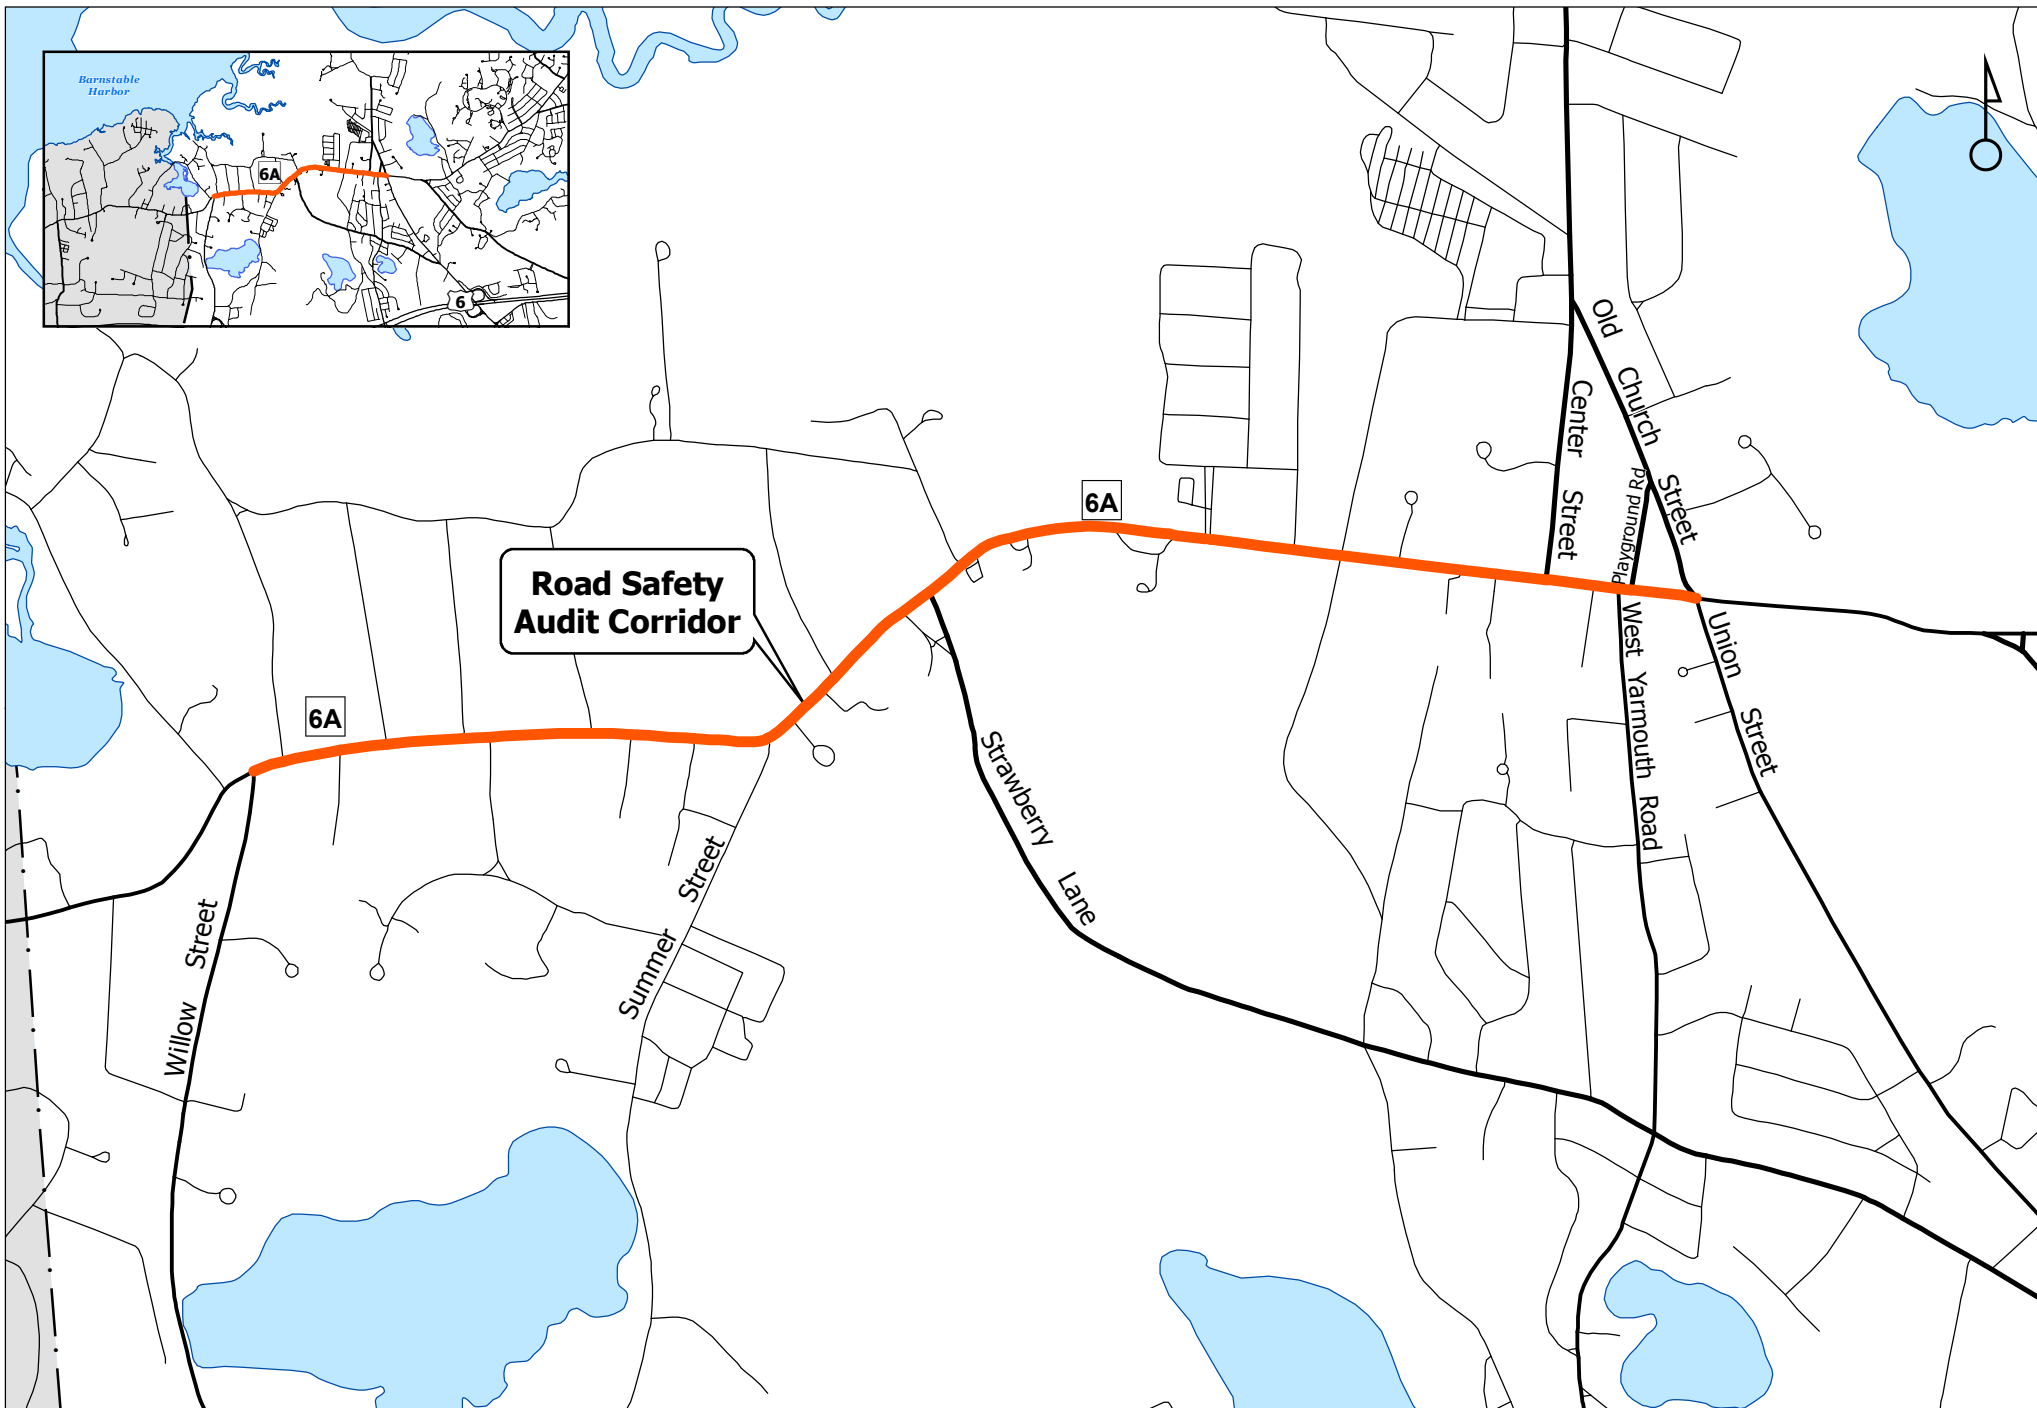 Barnstable
Harbor
6A
6
Old Church Street
Center Street
Playground Rd
6A
Road Safety
Audit Corridor
West Yarmouth Road
Union Street
6A
Strawberry Lane
Summer Street
Willow Street